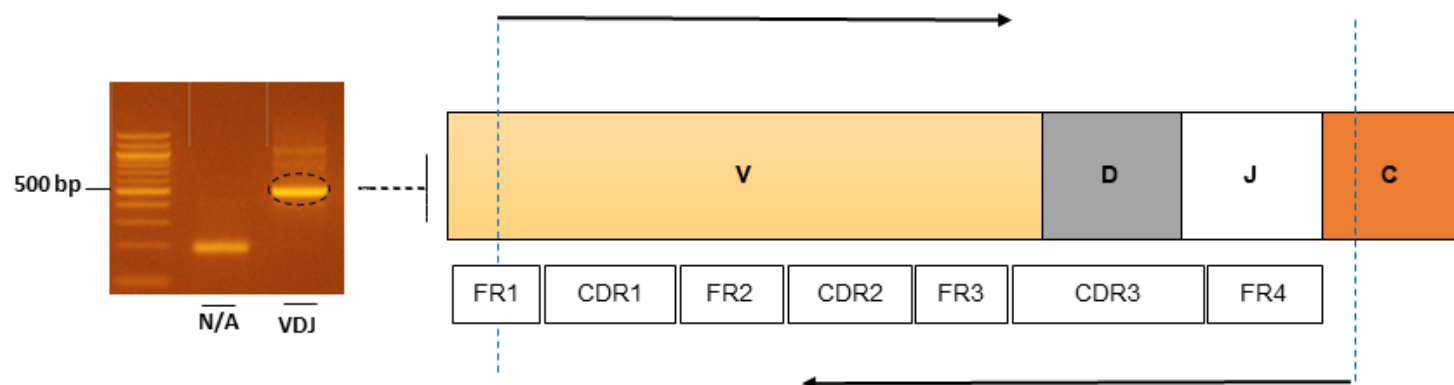 500 bp
N/A
VDJ
V
D
J
C
FR1
CDR1
FR2
CDR2
FR3
CDR3
FR4